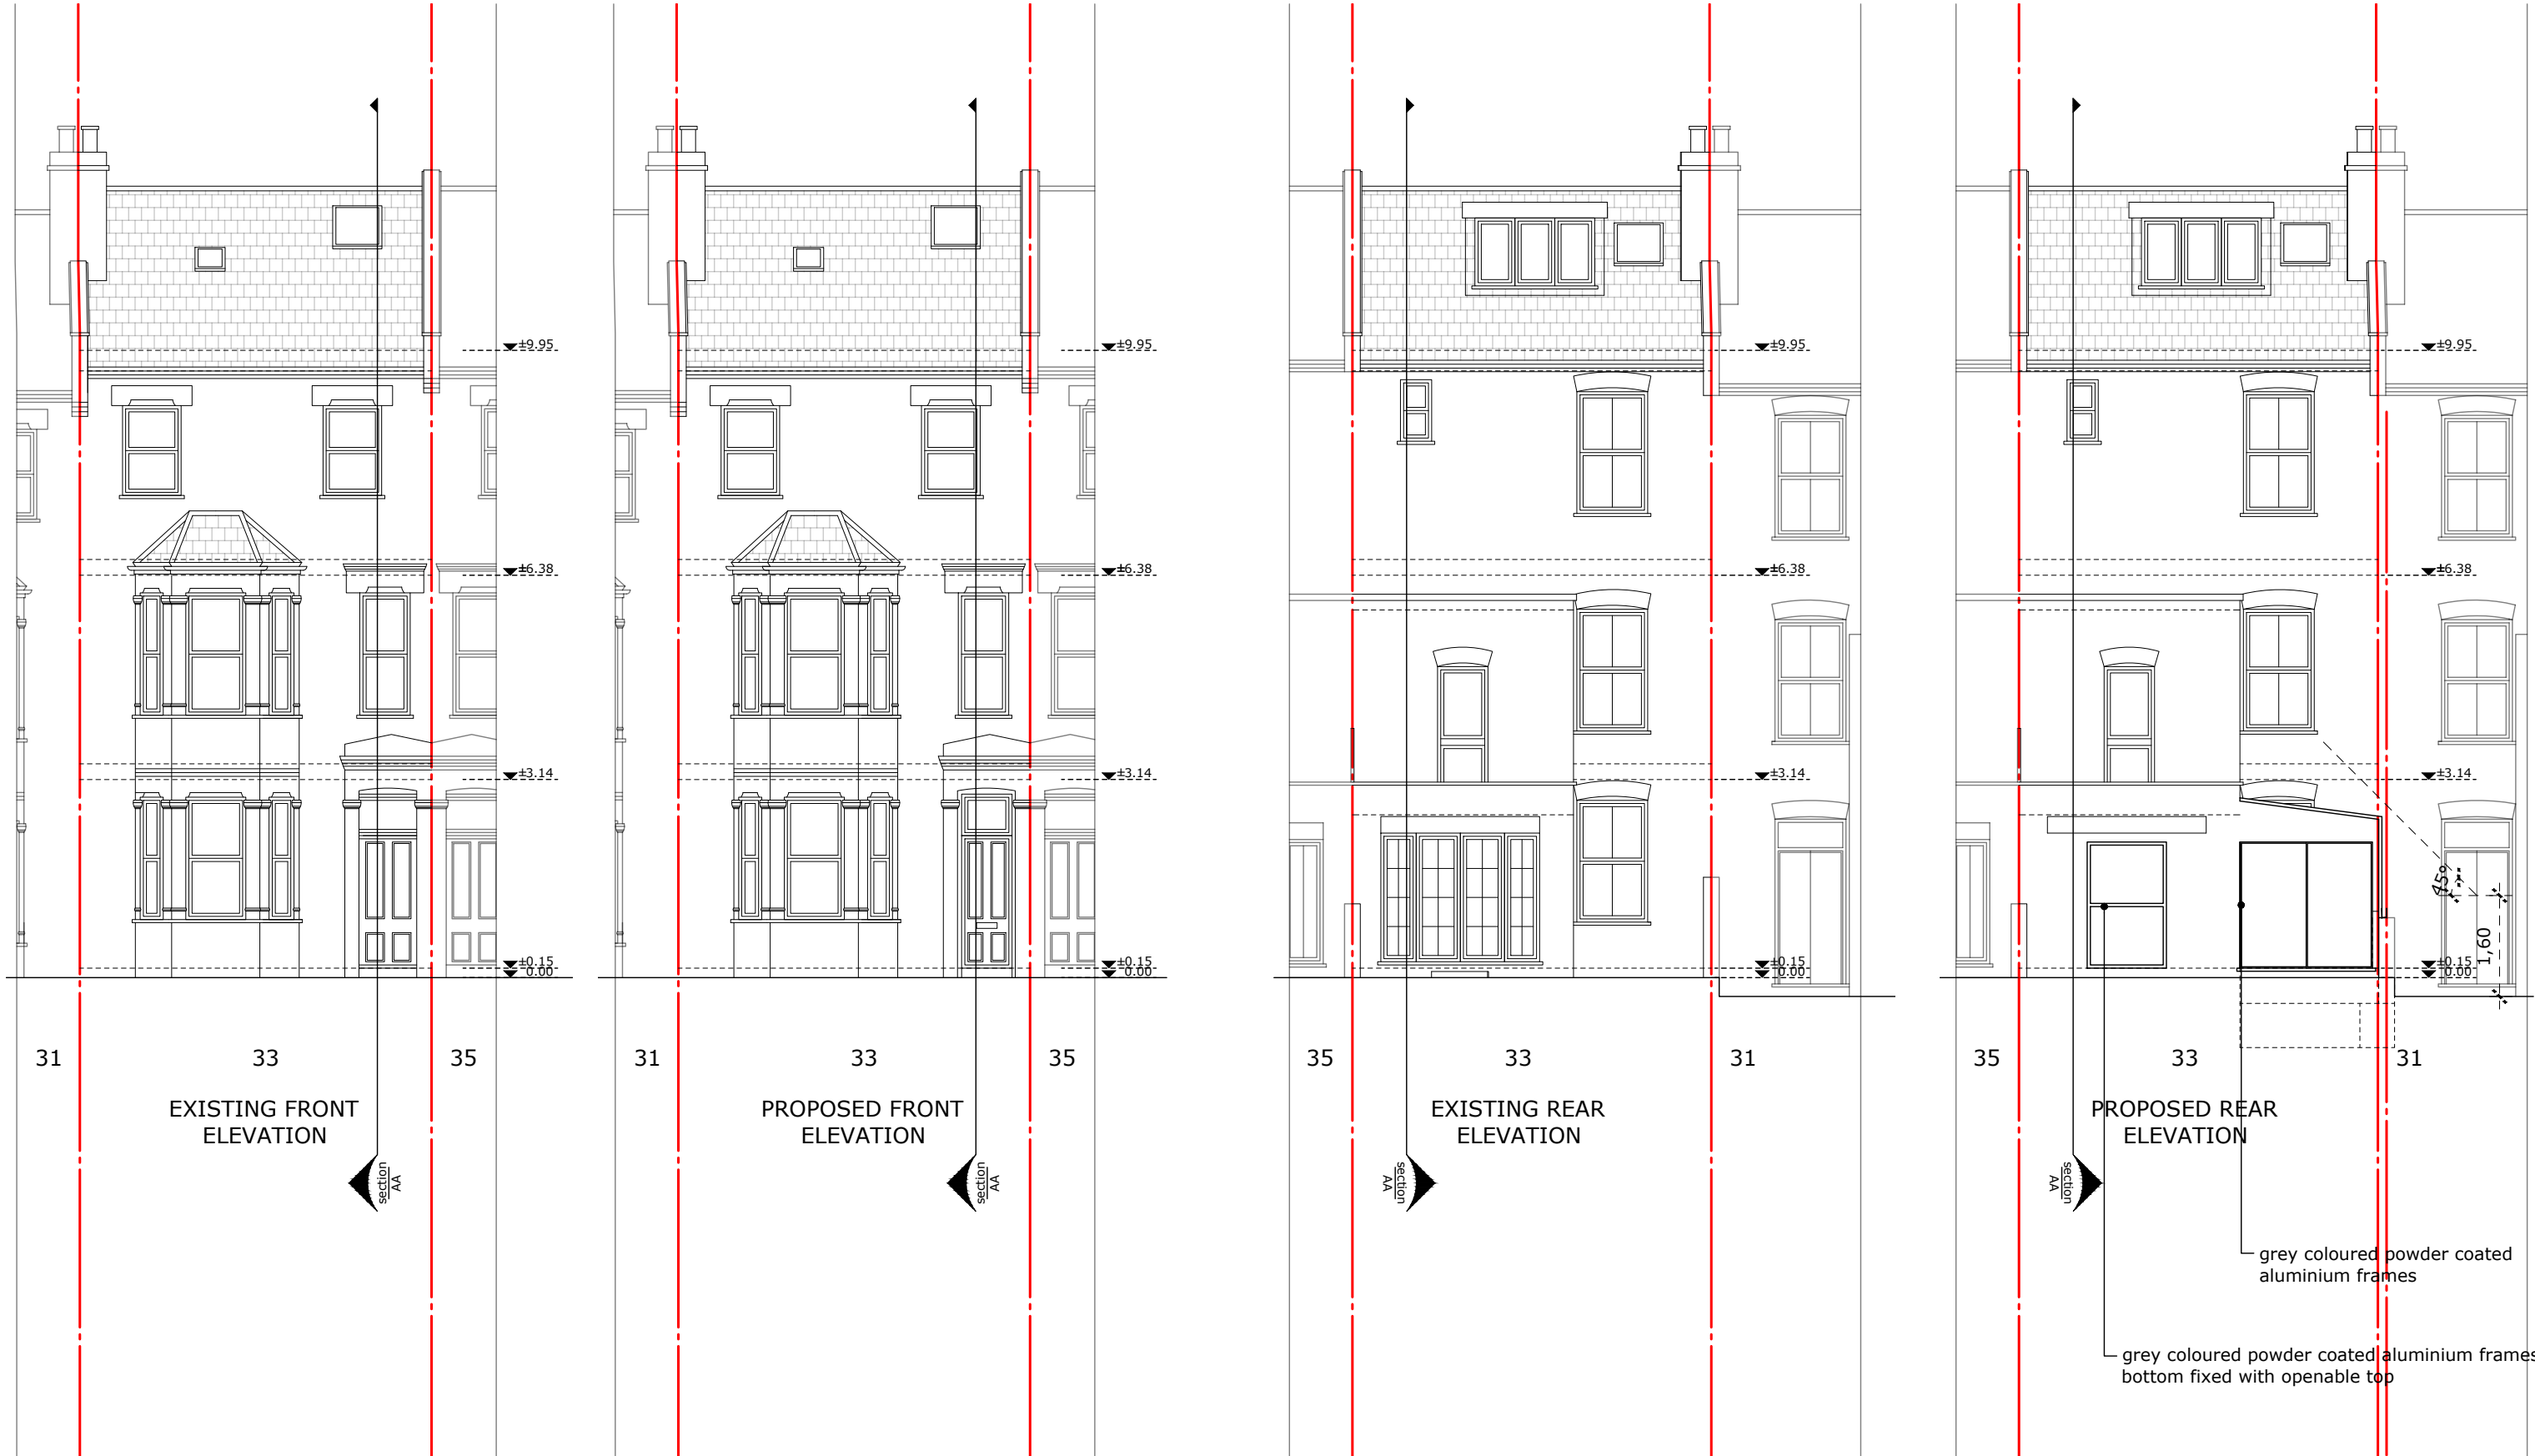 ±9.95
±6.38
±3.14
±0.15
0.00
31
33
35
EXISTING FRONT
ELEVATION
section
AA
±9.95
±6.38
±3.14
±0.15
0.00
31
33
35
PROPOSED FRONT
ELEVATION
section
AA
±9.95
±6.38
±3.14
±0.15
0.00
35
33
31
EXISTING REAR
ELEVATION
section
AA
±9.95
±6.38
±3.14
45°
1,60
±0.15
0.00
35
33
31
PROPOSED REAR
ELEVATION
section
AA
grey coloured powder coated
aluminium frames
grey coloured powder coated aluminium frames
bottom fixed with openable top